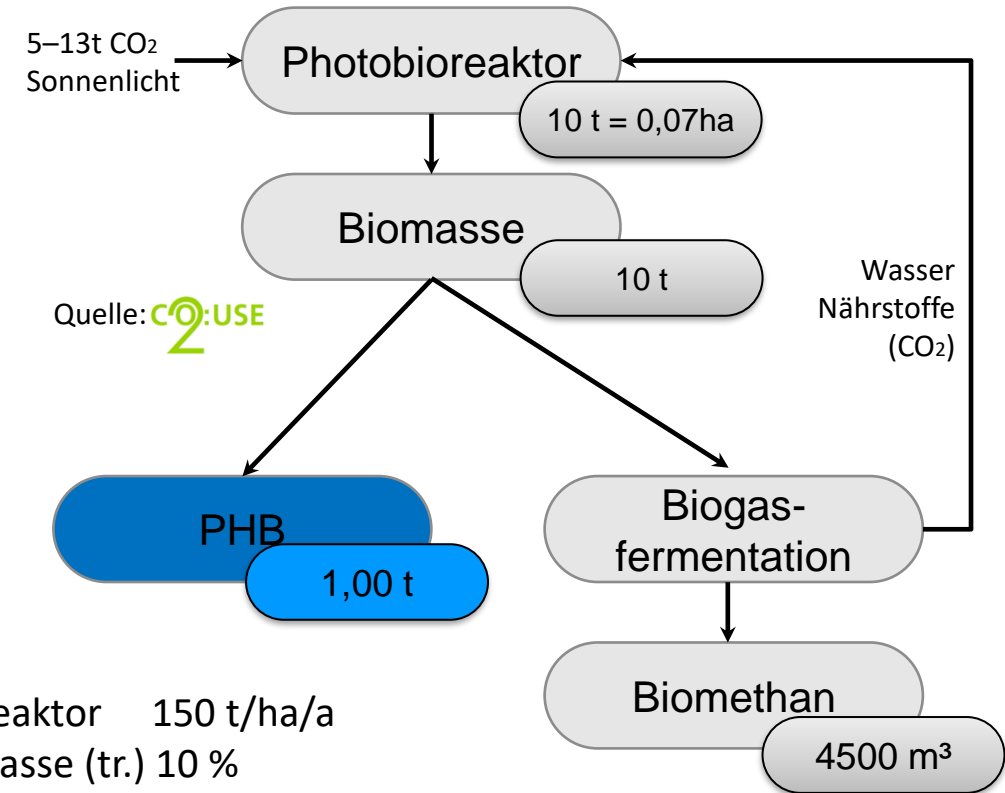 5–13t CO₂
Sonnenlicht
Photobioreaktor
10 t = 0,07ha
Biomasse
10 t
Wasser
Nährstoffe
(CO₂)
Quelle: CO2:USE
PHB
1,00 t
Biogas-
fermentation
Biomethan
4500 m³
eaktor 150 t/ha/a
asse (tr.) 10 %